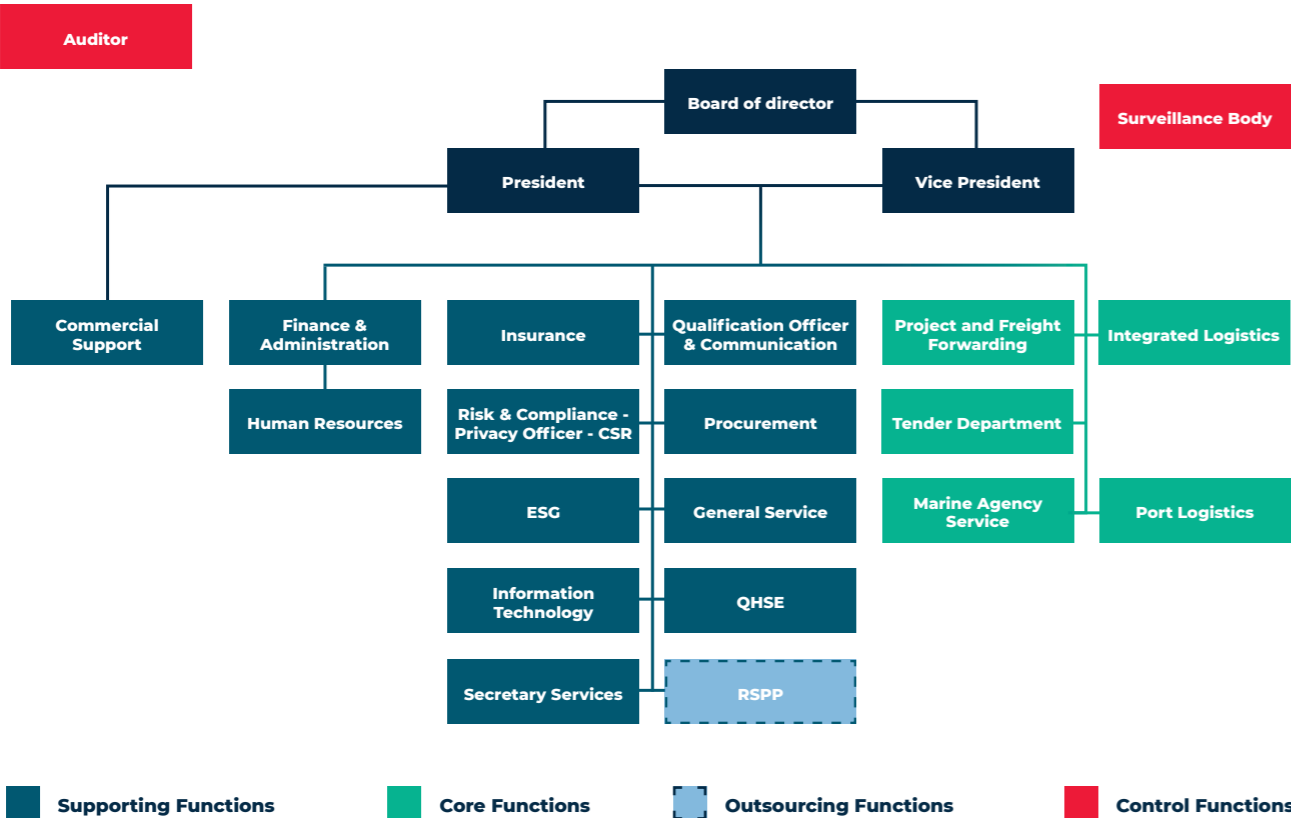 Auditor
Board of director
Surveillance Body
President
Vice President
Commercial
Support
Finance &
Administration
Insurance
Qualification Officer
& Communication
Project and Freight
Forwarding
Integrated Logistics
Human Resources
Risk & Compliance -
Privacy Officer - CSR
Procurement
Tender Department
ESG
General Service
Marine Agency
Service
Port Logistics
Information
Technology
QHSE
Secretary Services
RSPP
Supporting Functions
Core Functions
Outsourcing Functions
Control Functions